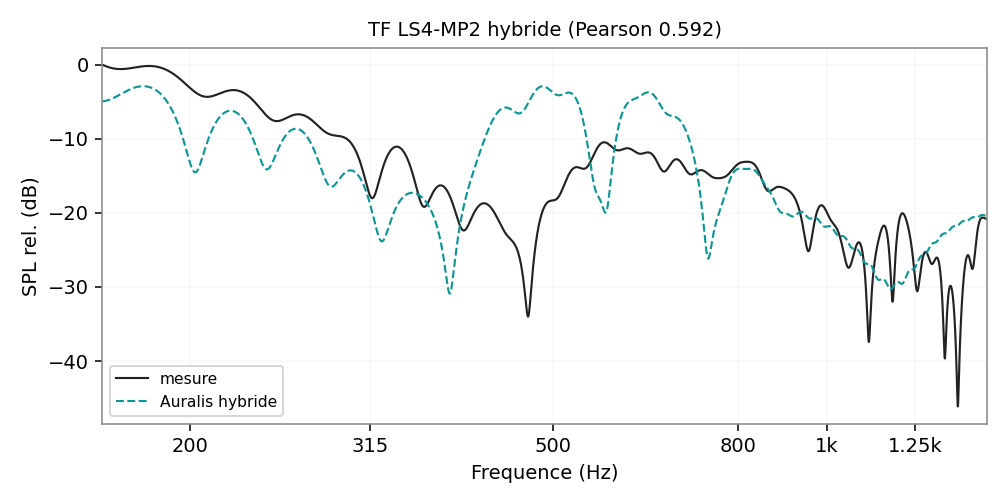 TF LS4-MP2 hybride (Pearson 0.592)
SPL rel. (dB)
0
−10
−20
−30
−40
mesure
Auralis hybride
200
315
500
800
1k
1.25k
Frequence (Hz)